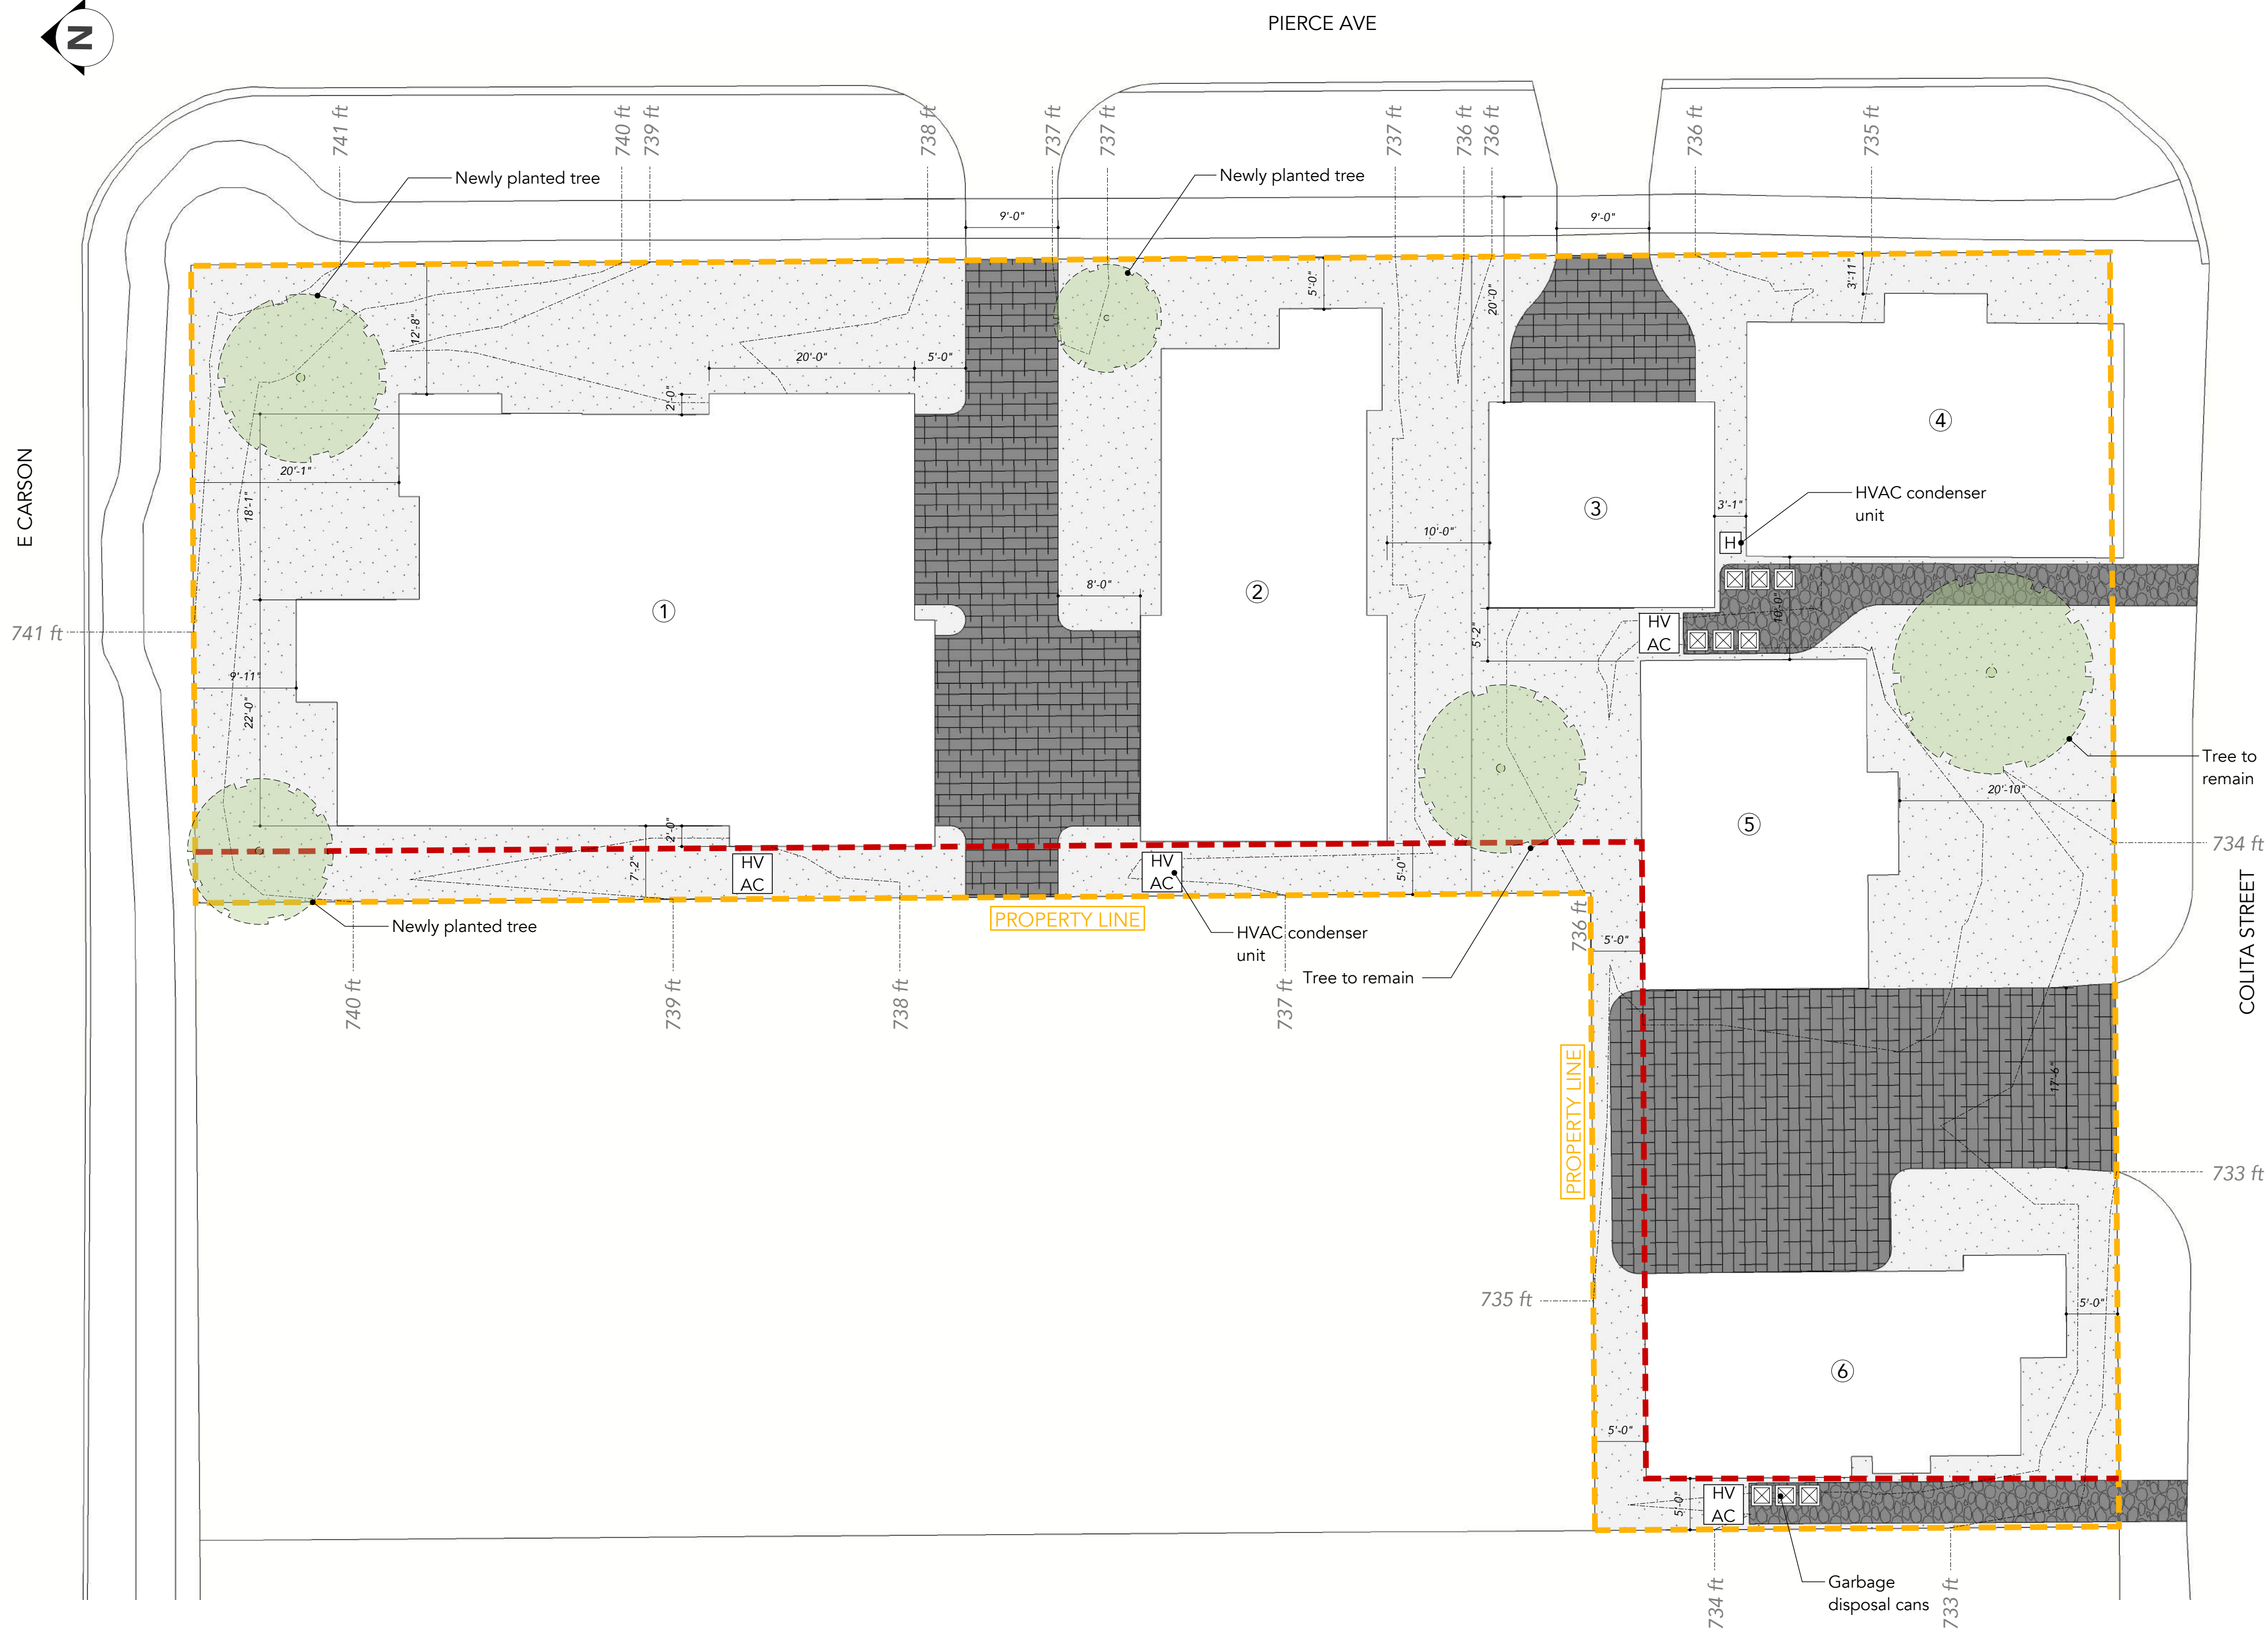 N
PIERCE AVE
741 ft
740 ft
739 ft
738 ft
737 ft
737 ft
737 ft
736 ft
736 ft
736 ft
735 ft
Newly planted tree
Newly planted tree
9'-0"
9'-0"
12'-8"
5'-0"
20'-0"
3'-11"
20'-0"
5'-0"
2'-0"
E CARSON
20'-1"
18'-1"
④
③
HVAC condenser
unit
3'-1"
H
10'-0"
①
②
8'-0"
10'-0"
741 ft
5'-2"
HV
AC
9'-11"
22'-0"
Tree to
remain
20'-10"
⑤
734 ft
2'-0"
7'-2"
HV
AC
HV
AC
5'-0"
Newly planted tree
PROPERTY LINE
HVAC condenser
unit
Tree to remain
736 ft
5'-0"
COLITA STREET
740 ft
739 ft
738 ft
737 ft
PROPERTY LINE
17'-6"
733 ft
735 ft
5'-0"
⑥
5'-0"
5'-0"
HV
AC
Garbage
disposal cans
734 ft
733 ft
10'-0"